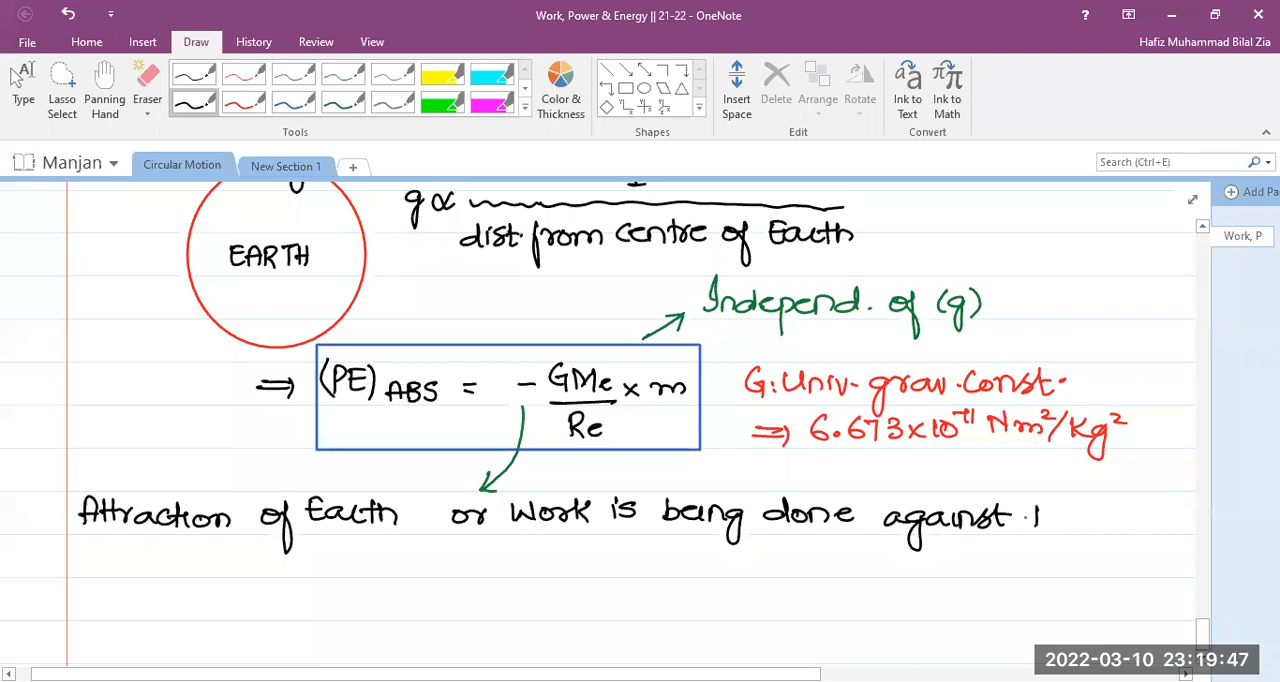 Work, Power & Energy || 21-22 - OneNote
?
File
Home
Insert
Draw
History
Review
View
Hafiz Muhammad Bilal Zia
Type
Lasso Select
Panning Hand
Eraser
Color & Thickness
Insert Space
Delete
Arrange
Rotate
Ink to Text
Ink to Math
Tools
Shapes
Edit
Convert
Manjan
Circular Motion
New Section 1
Search (Ctrl+E)
Add Pa
Work, P
g ∝
dist. from centre of Earth
EARTH
Independ. of (g)
⇒ (PE) ABS = - GMe/Re × m
G: Univ. grav. Const.
⇒ 6.673×10⁻¹¹ Nm²/Kg²
Attraction of Earth or Work is being done against
2022-03-10 23:19:47